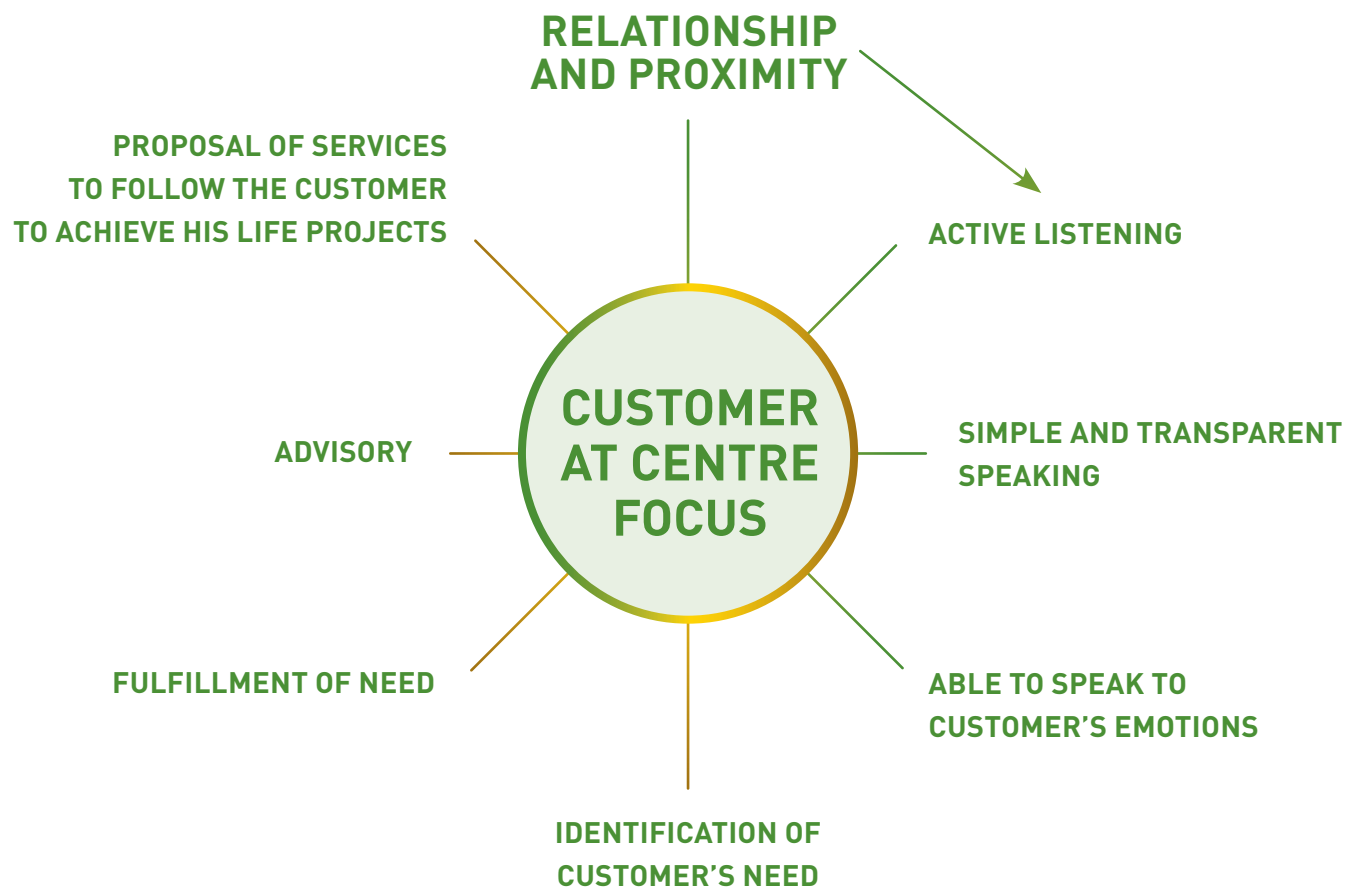 RELATIONSHIP
AND PROXIMITY
ACTIVE LISTENING
SIMPLE AND TRANSPARENT
SPEAKING
ABLE TO SPEAK TO
CUSTOMER’S EMOTIONS
IDENTIFICATION OF
CUSTOMER’S NEED
FULFILLMENT OF NEED
ADVISORY
PROPOSAL OF SERVICES
TO FOLLOW THE CUSTOMER
TO ACHIEVE HIS LIFE PROJECTS
CUSTOMER
AT CENTRE
FOCUS